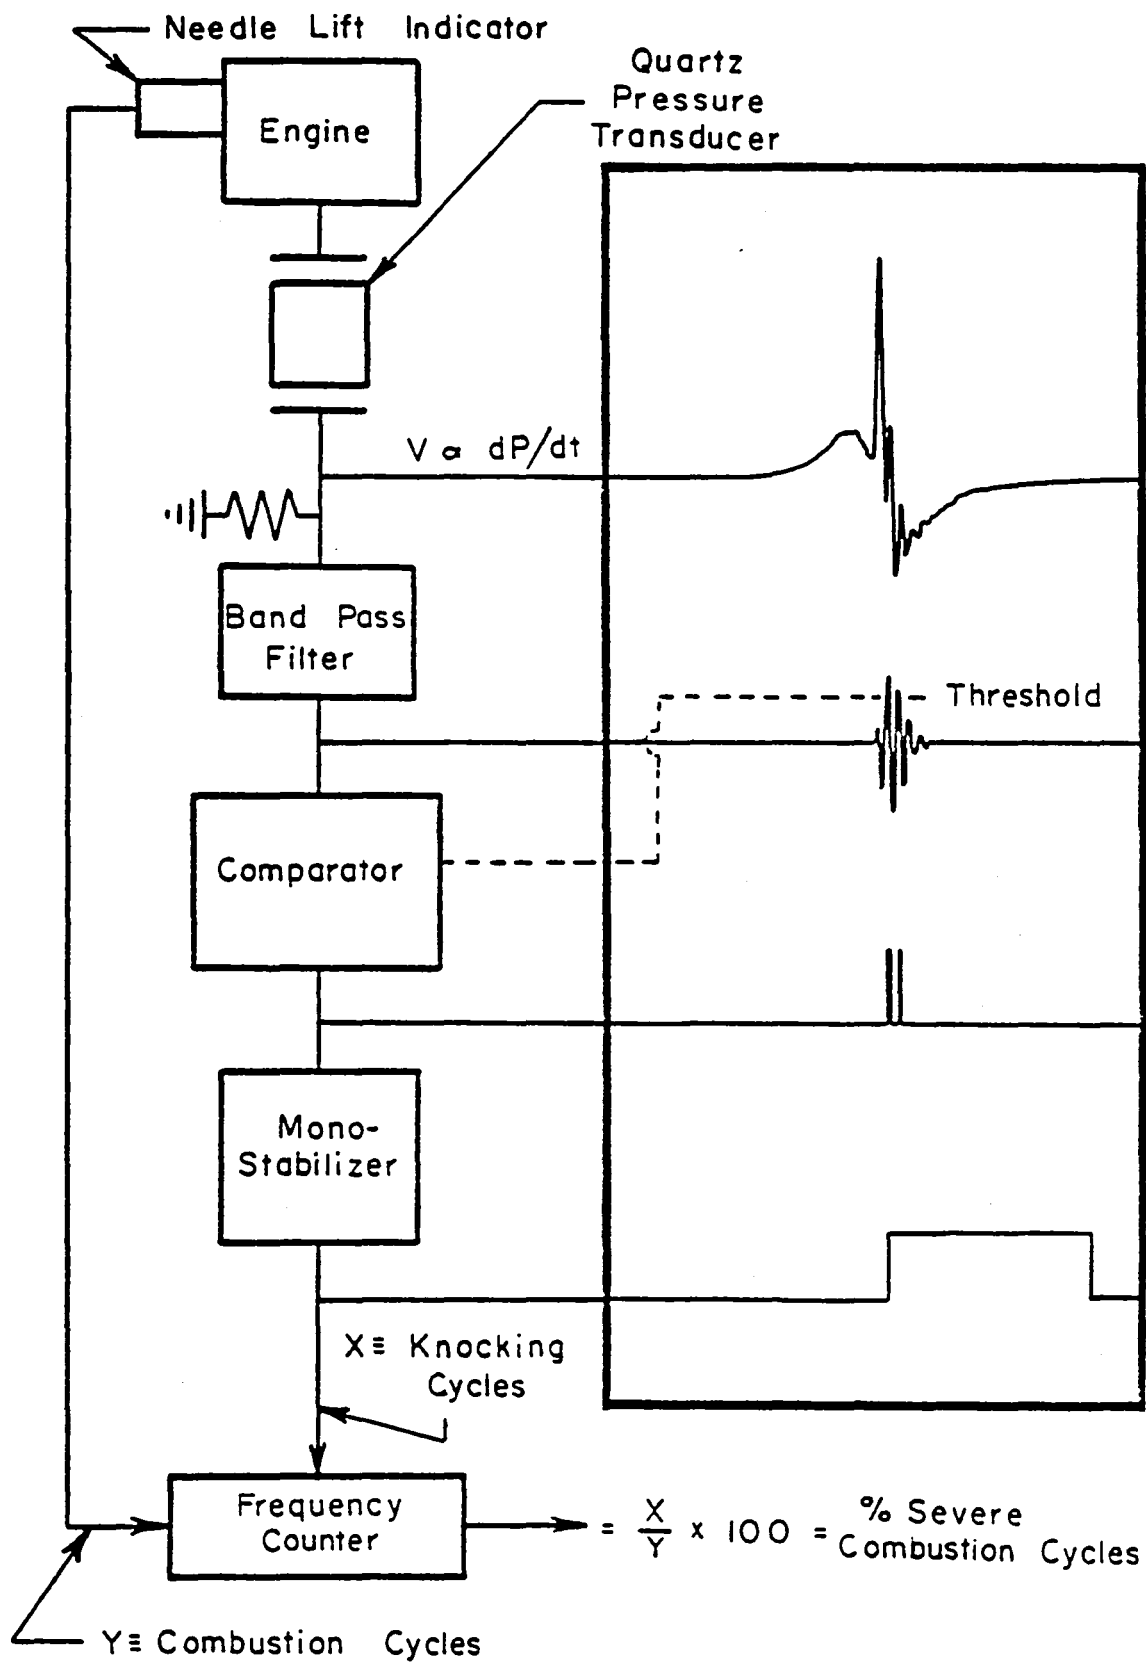 Needle Lift Indicator
Quartz
Pressure
Transducer
Engine
V ∝ dP/dt
Band Pass
Filter
Threshold
Comparator
Mono-
Stabilizer
X≡ Knocking
Cycles
Frequency
Counter
= X/Y × 100 = % Severe
Combustion Cycles
Y≡ Combustion Cycles